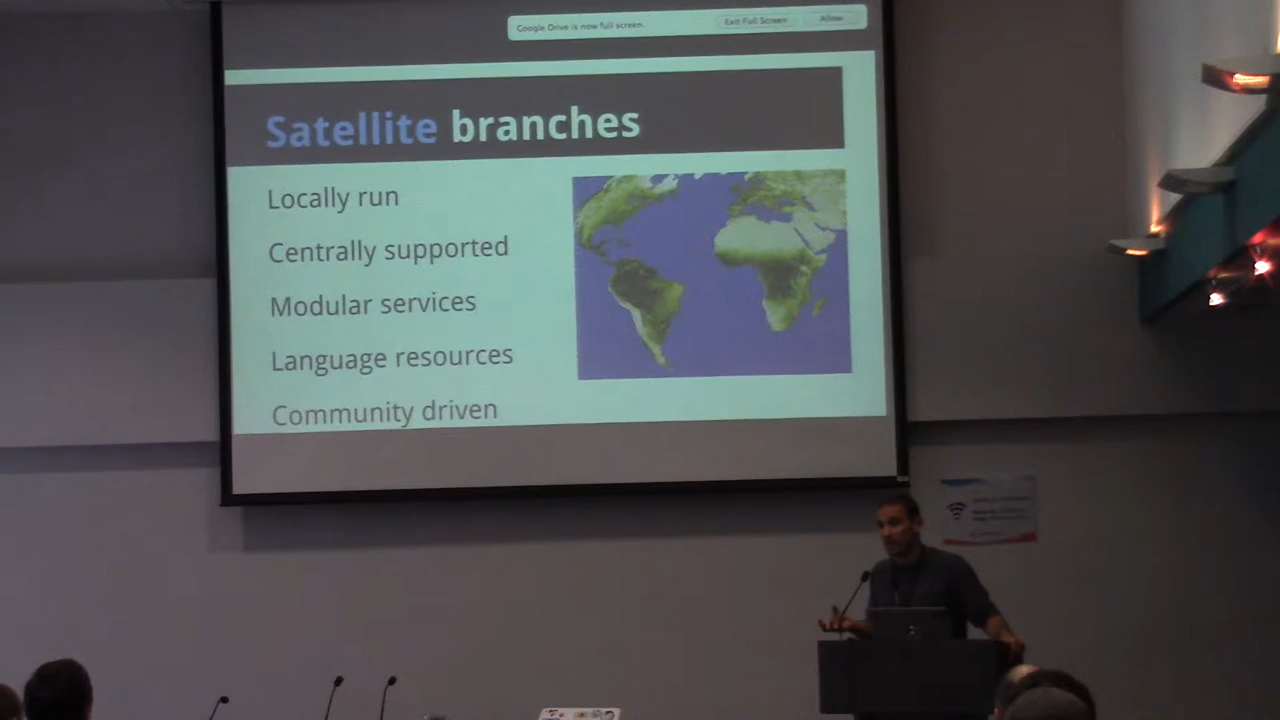 Google Drive is now full screen.
Exit Full Screen
Allow
Satellite branches
Locally run
Centrally supported
Modular services
Language resources
Community driven